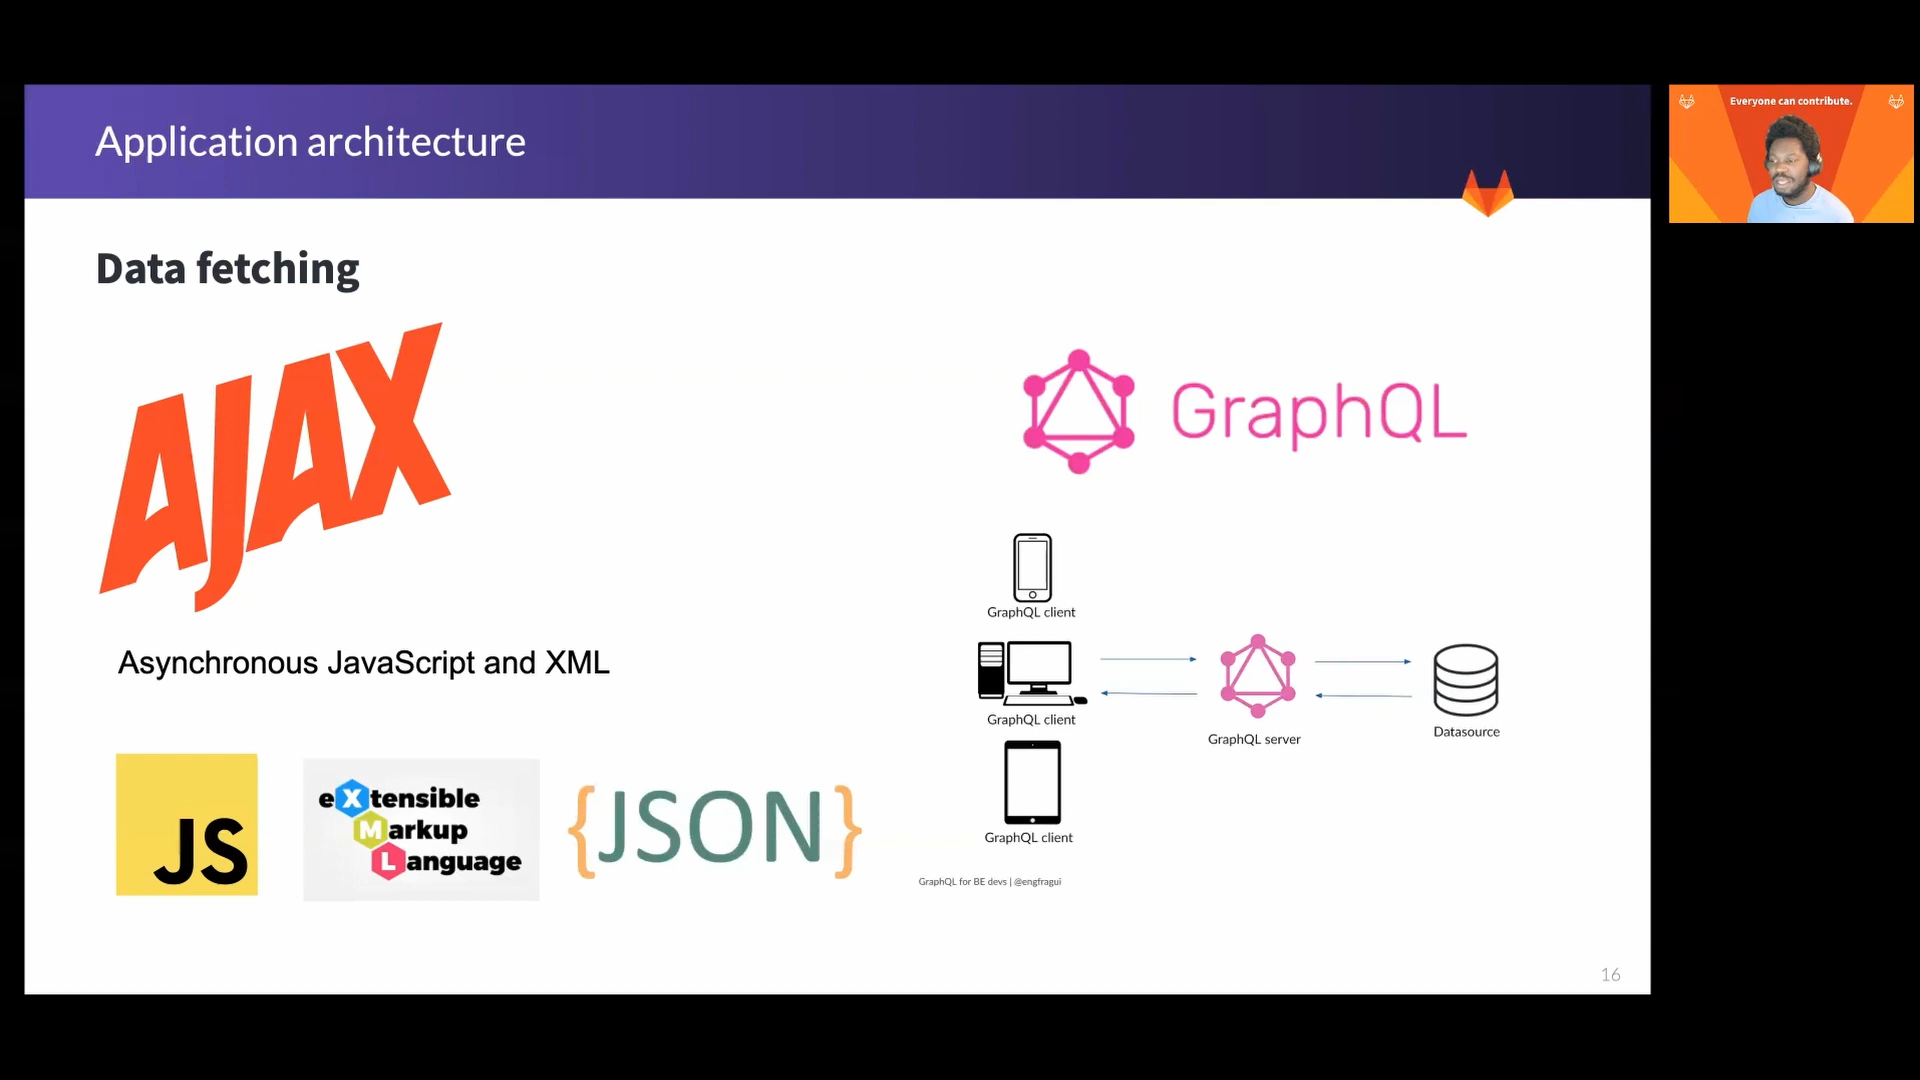 Application architecture
Everyone can contribute.
Data fetching
AJAX
Asynchronous JavaScript and XML
JS
eXtensible
Markup
Language
{JSON}
GraphQL
GraphQL client
GraphQL client
GraphQL server
Datasource
GraphQL client
GraphQL for BE devs | @engfragui
16